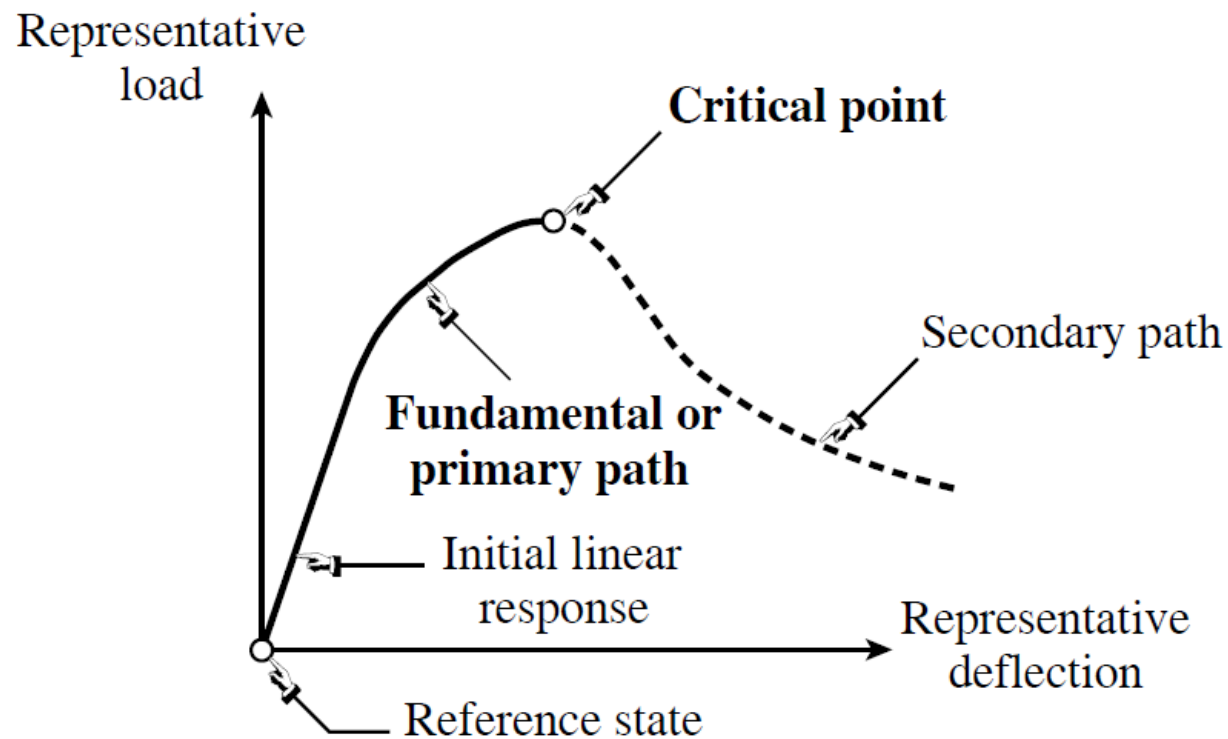 Representative
load
Critical point
Secondary path
Fundamental or
primary path
Initial linear
response
Representative
deflection
Reference state